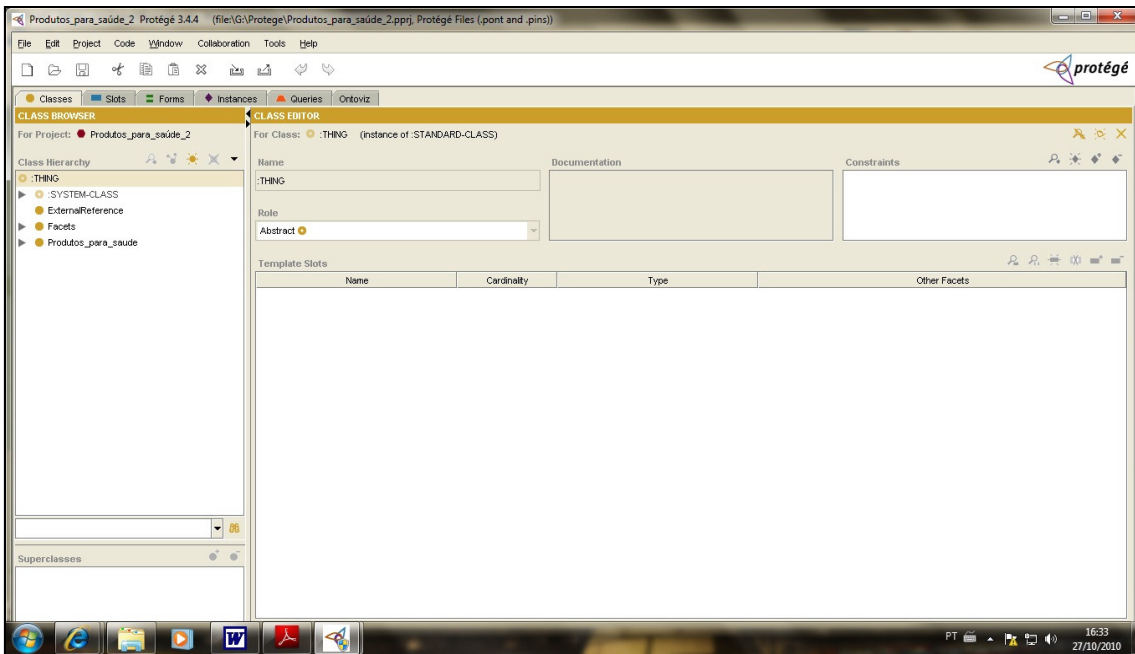 Produtos_para_saúde_2 Protégé 3.4.4 (file:\G:\Protege\Produtos_para_saúde_2.pprj, Protégé Files (.pont and .pins))
File Edit Project Code Window Collaboration Tools Help
protégé
Classes Slots Forms Instances Queries Ontoviz
CLASS BROWSER
For Project: Produtos_para_saúde_2
Class Hierarchy
:THING
:SYSTEM-CLASS
ExternalReference
Facets
Produtos_para_saude
Superclasses
CLASS EDITOR
For Class: :THING (instance of :STANDARD-CLASS)
Name
:THING
Role
Abstract
Documentation
Constraints
Template Slots
Name Cardinality Type Other Facets
PT
16:33
27/10/2010